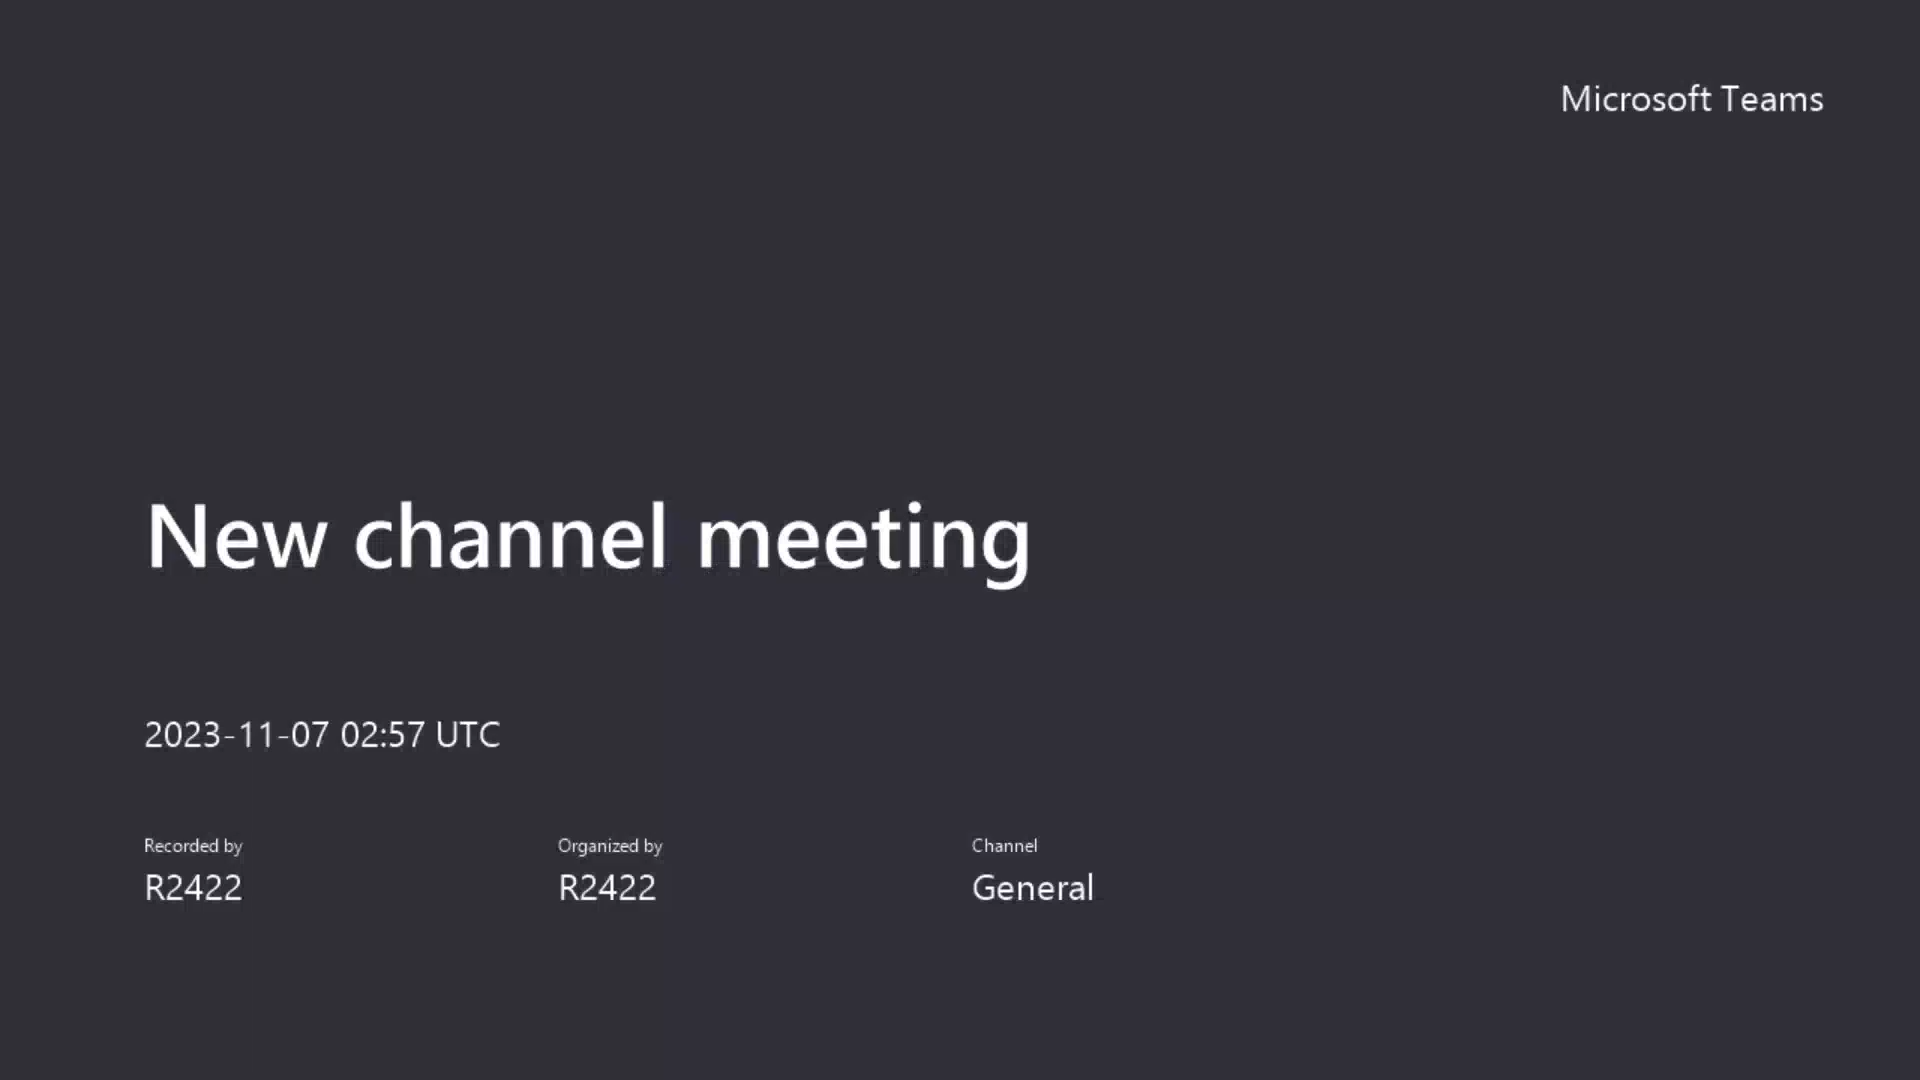 Microsoft Teams
New channel meeting
2023-11-07 02:57 UTC
Recorded by
R2422
Organized by
R2422
Channel
General